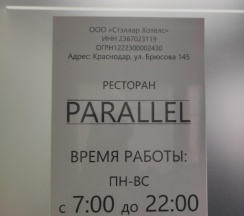 ООО «Стэллар Хотелс»
ИНН 2367023119
ОГРН1222300002430
Адрес: Краснодар, ул. Брюсова 145
РЕСТОРАН
PARALLEL
ВРЕМЯ РАБОТЫ:
ПН-ВС
с 7:00 до 22:00